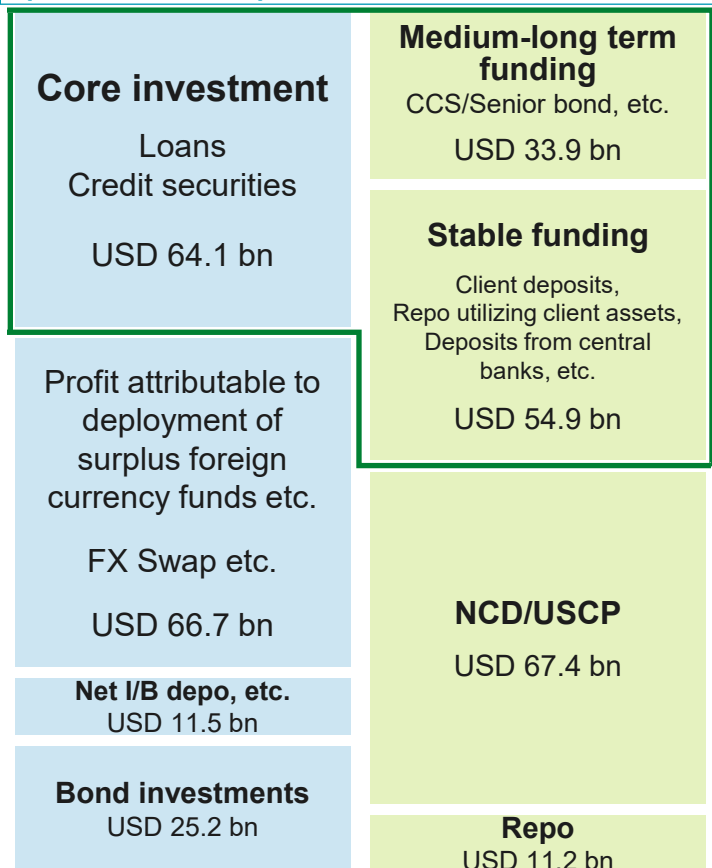 Core investment
Loans
Credit securities
USD 64.1 bn
Profit attributable to
deployment of
surplus foreign
currency funds etc.
FX Swap etc.
USD 66.7 bn
Net I/B depo, etc.
USD 11.5 bn
Bond investments
USD 25.2 bn
Medium-long term
funding
CCS/Senior bond, etc.
USD 33.9 bn
Stable funding
Client deposits,
Repo utilizing client assets,
Deposits from central
banks, etc.
USD 54.9 bn
NCD/USCP
USD 67.4 bn
Repo
USD 11.2 bn